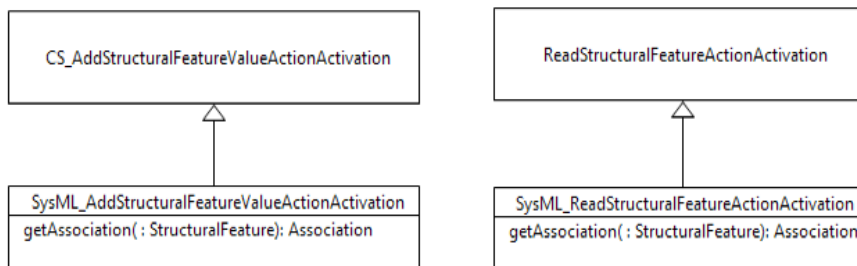 CS_AddStructuralFeatureValueActionActivation
ReadStructuralFeatureActionActivation
SysML_AddStructuralFeatureValueActionActivation
getAssociation( : StructuralFeature): Association
SysML_ReadStructuralFeatureActionActivation
getAssociation( : StructuralFeature): Association